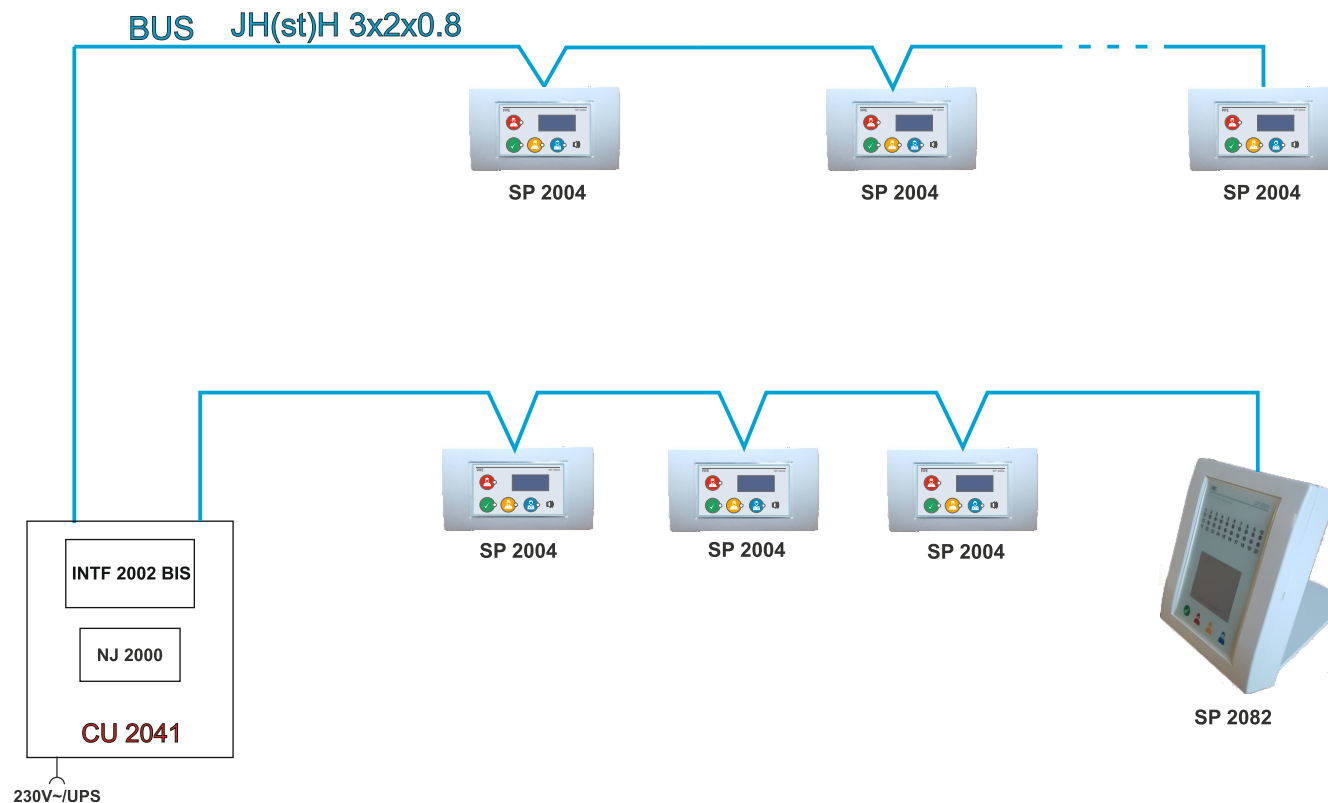 BUS JH(st)H 3x2x0.8
SP 2004 SP 2004 SP 2004
SP 2004 SP 2004 SP 2004
INTF 2002 BIS
NJ 2000
SP 2082
CU 2041
230V~/UPS